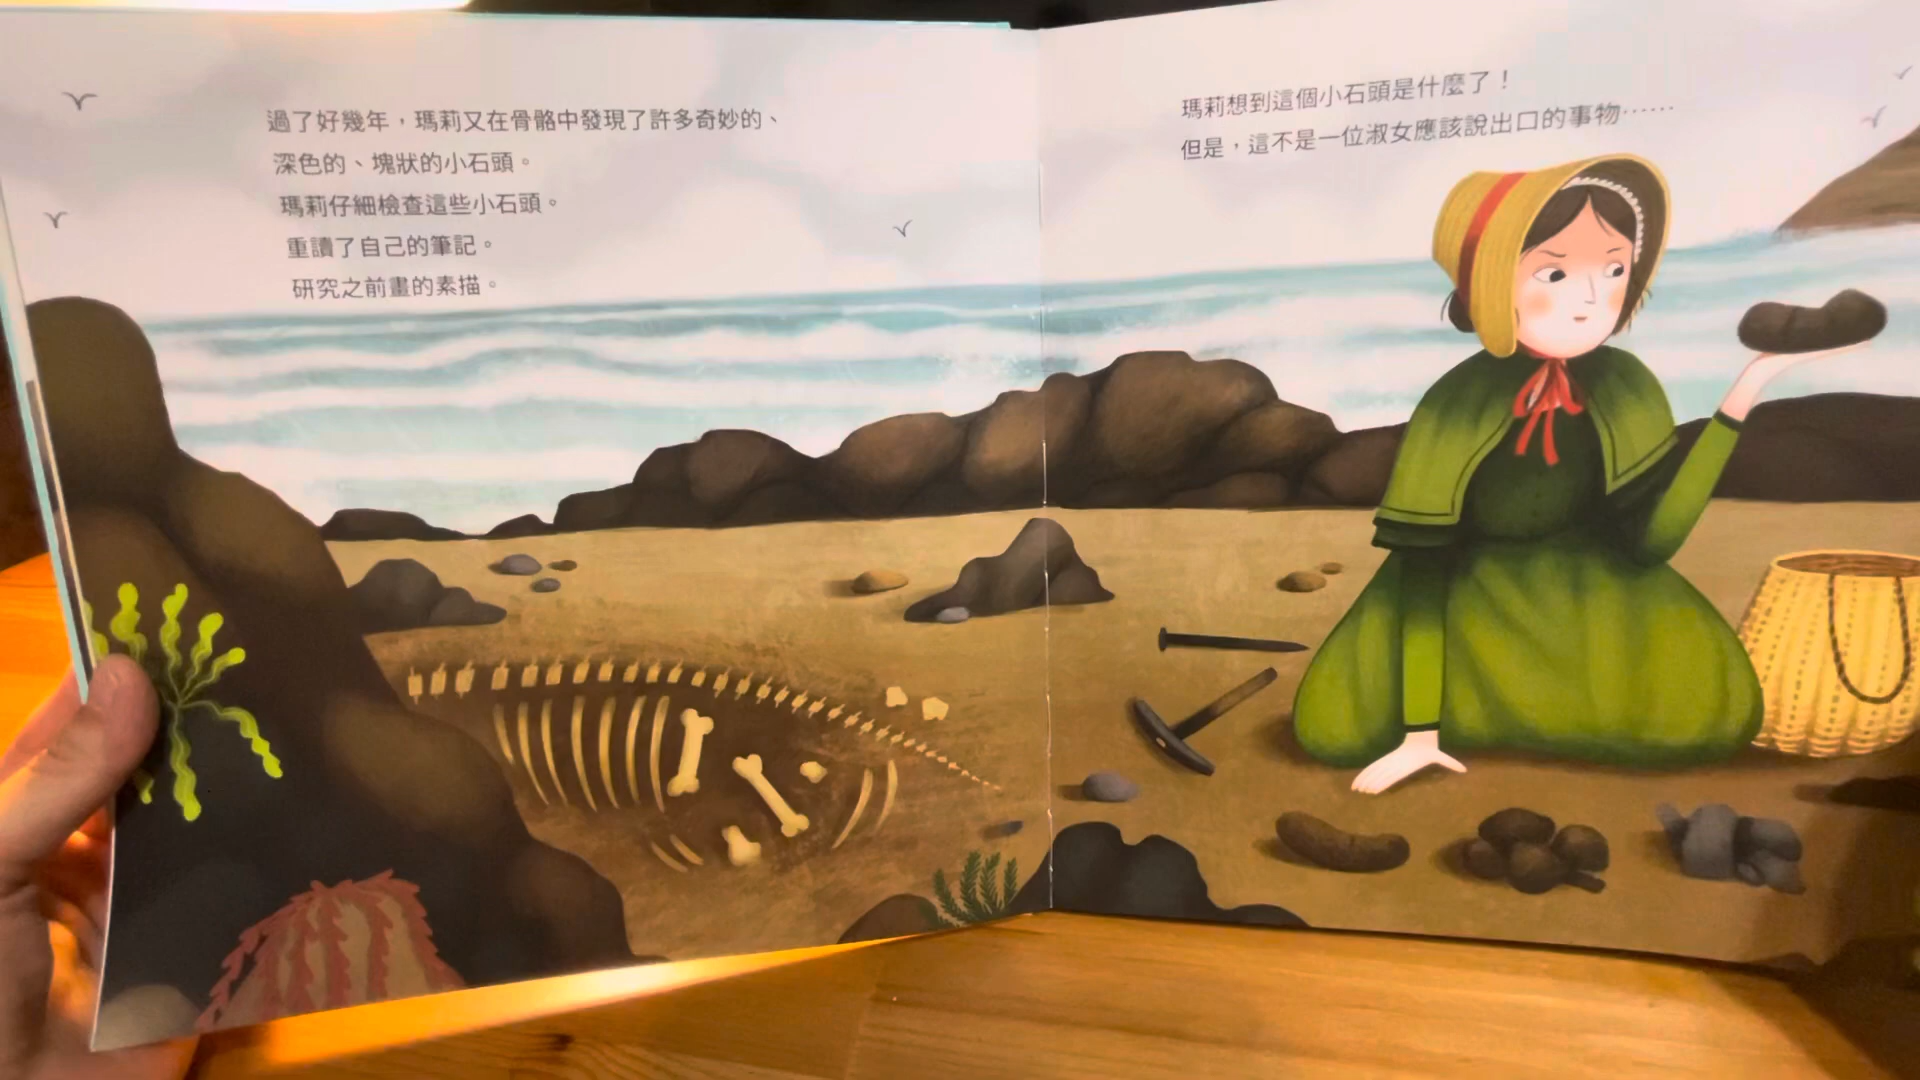 過了好幾年，瑪莉又在骨骼中發現了許多奇妙的、
深色的、塊狀的小石頭。
瑪莉仔細檢查這些小石頭。
重讀了自己的筆記。
研究之前畫的素描。
瑪莉想到這個小石頭是什麼了！
但是，這不是一位淑女應該說出口的事物⋯⋯